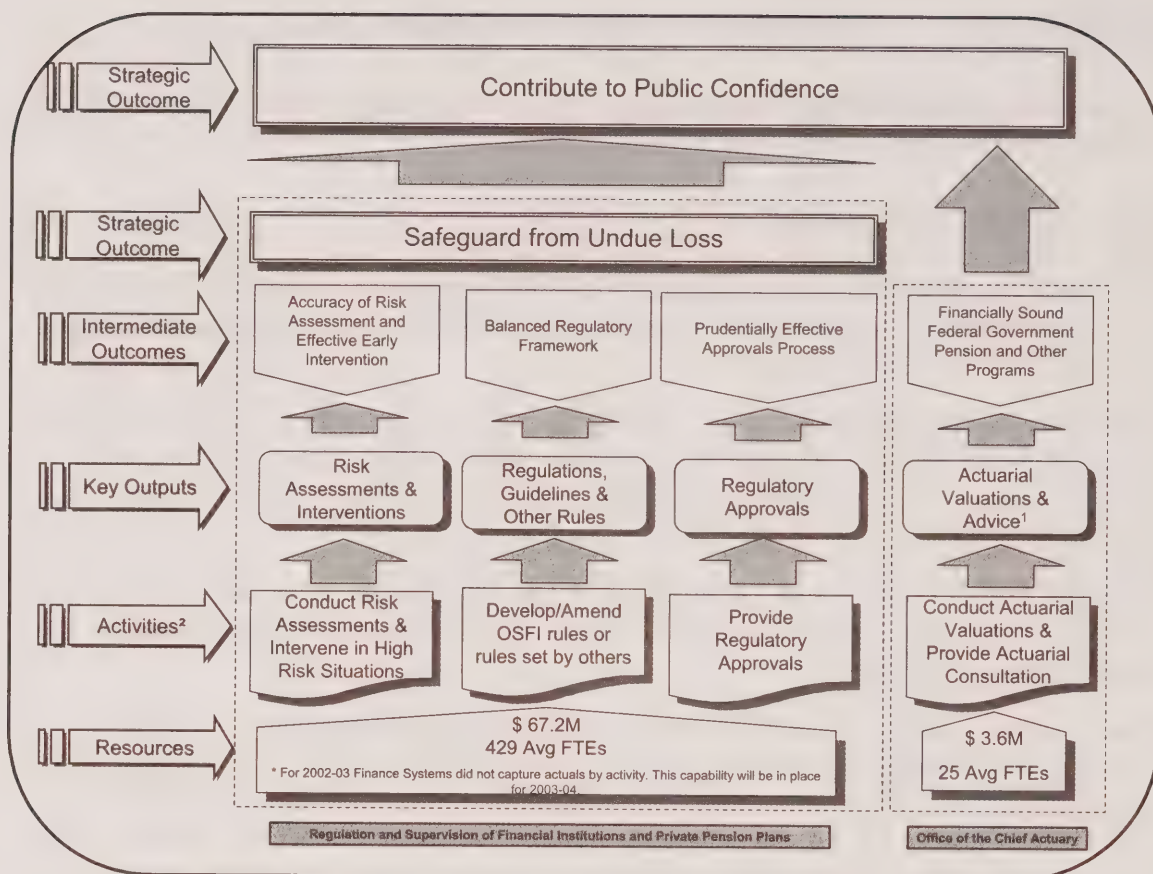 Strategic
Outcome
Contribute to Public Confidence
Strategic
Outcome
Safeguard from Undue Loss
Intermediate
Outcomes
Accuracy of Risk
Assessment and
Effective Early
Intervention
Balanced Regulatory
Framework
Prudentially Effective
Approvals Process
Financially Sound
Federal Government
Pension and Other
Programs
Key Outputs
Risk
Assessments &
Interventions
Regulations,
Guidelines &
Other Rules
Regulatory
Approvals
Actuarial
Valuations &
Advice¹
Activities²
Conduct Risk
Assessments &
Intervene in High
Risk Situations
Develop/Amend
OSFI rules or
rules set by others
Provide
Regulatory
Approvals
Conduct Actuarial
Valuations &
Provide Actuarial
Consultation
Resources
$ 67.2M
429 Avg FTEs
* For 2002-03 Finance Systems did not capture actuals by activity. This capability will be in place
for 2003-04.
$ 3.6M
25 Avg FTEs
Regulation and Supervision of Financial Institutions and Private Pension Plans
Office of the Chief Actuary